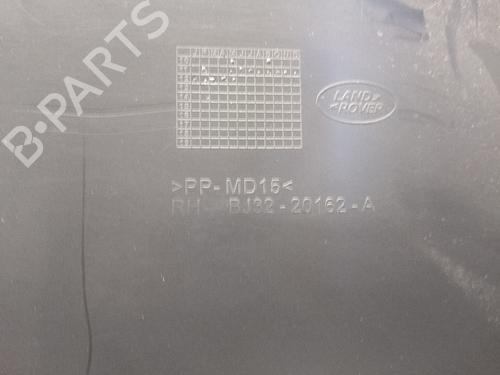 B-PARTS
J F M A M J J A S O N D
LAND
ROVER
>PP-MD15<
RH BJ32-20162-A